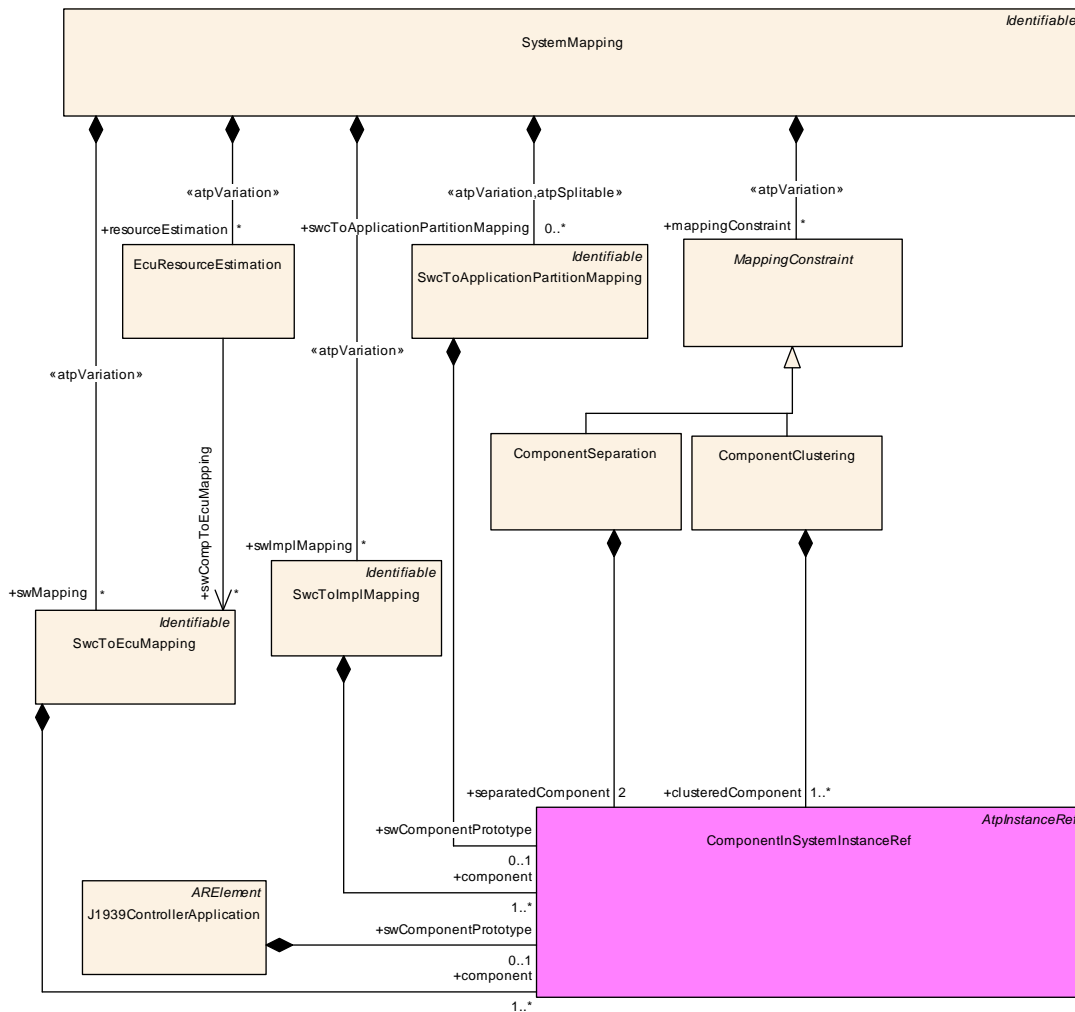 Identifiable
SystemMapping
«atpVariation»
«atpVariation,atpSplitable»
«atpVariation»
+resourceEstimation *
+swcToApplicationPartitionMapping 0..*
+mappingConstraint *
EcuResourceEstimation
Identifiable
SwcToApplicationPartitionMapping
MappingConstraint
«atpVariation»
«atpVariation»
ComponentSeparation
ComponentClustering
+swCompToEcuMapping
*
+swImplMapping *
Identifiable
SwcToImplMapping
+swMapping *
Identifiable
SwcToEcuMapping
+separatedComponent 2
+clusteredComponent 1..*
AtpInstanceRef
ComponentInSystemInstanceRef
+swComponentPrototype
0..1
+component
1..*
ARElement
J1939ControllerApplication
+swComponentPrototype
0..1
+component
1..*